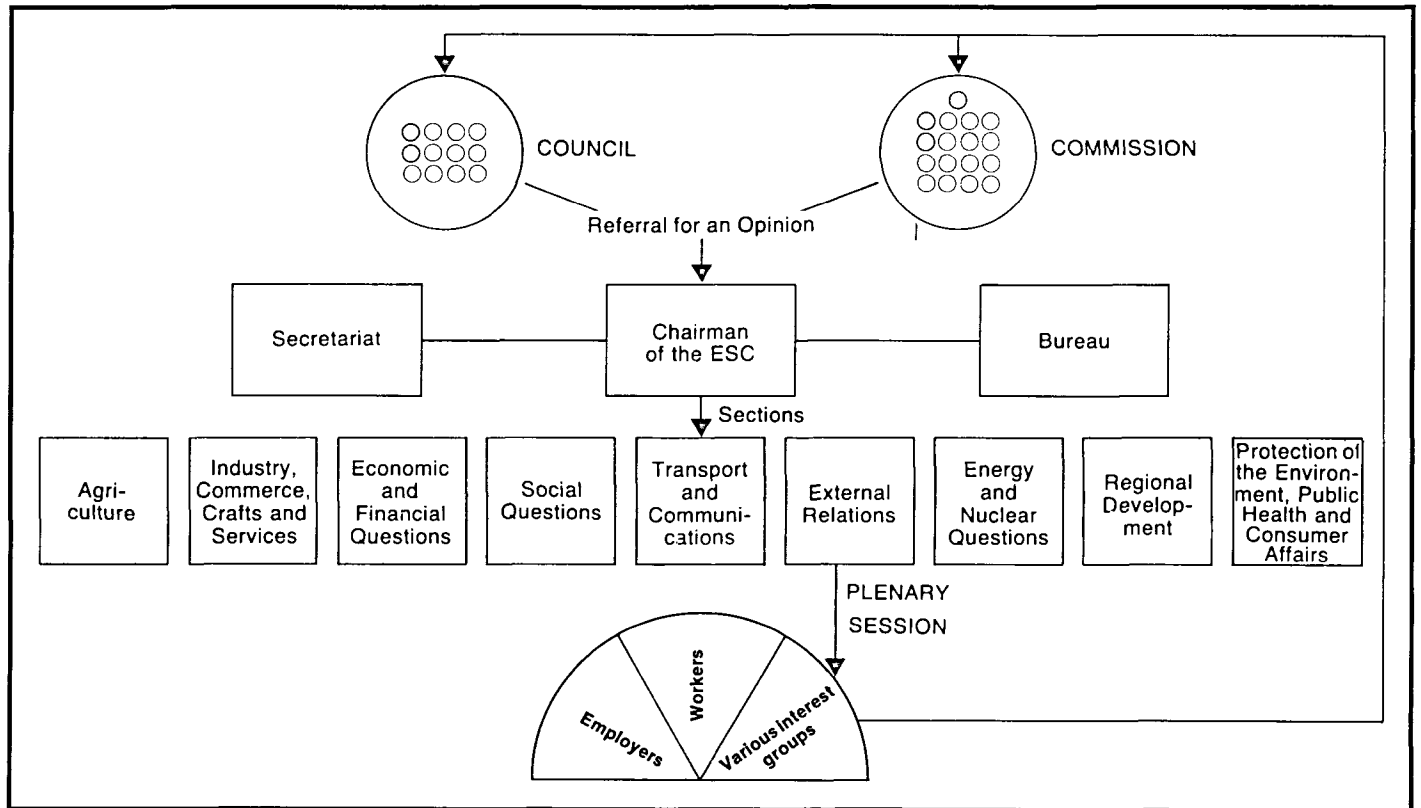 COUNCIL
COMMISSION
Referral for an Opinion
Secretariat
Chairman
of the ESC
Bureau
Sections
Agri-
culture
Industry,
Commerce,
Crafts and
Services
Economic
and
Financial
Questions
Social
Questions
Transport
and
Communi-
cations
External
Relations
Energy
and
Nuclear
Questions
Regional
Develop-
ment
Protection of
the Environ-
ment, Public
Health and
Consumer
Affairs
PLENARY
SESSION
Employers
Workers
Various interest
groups